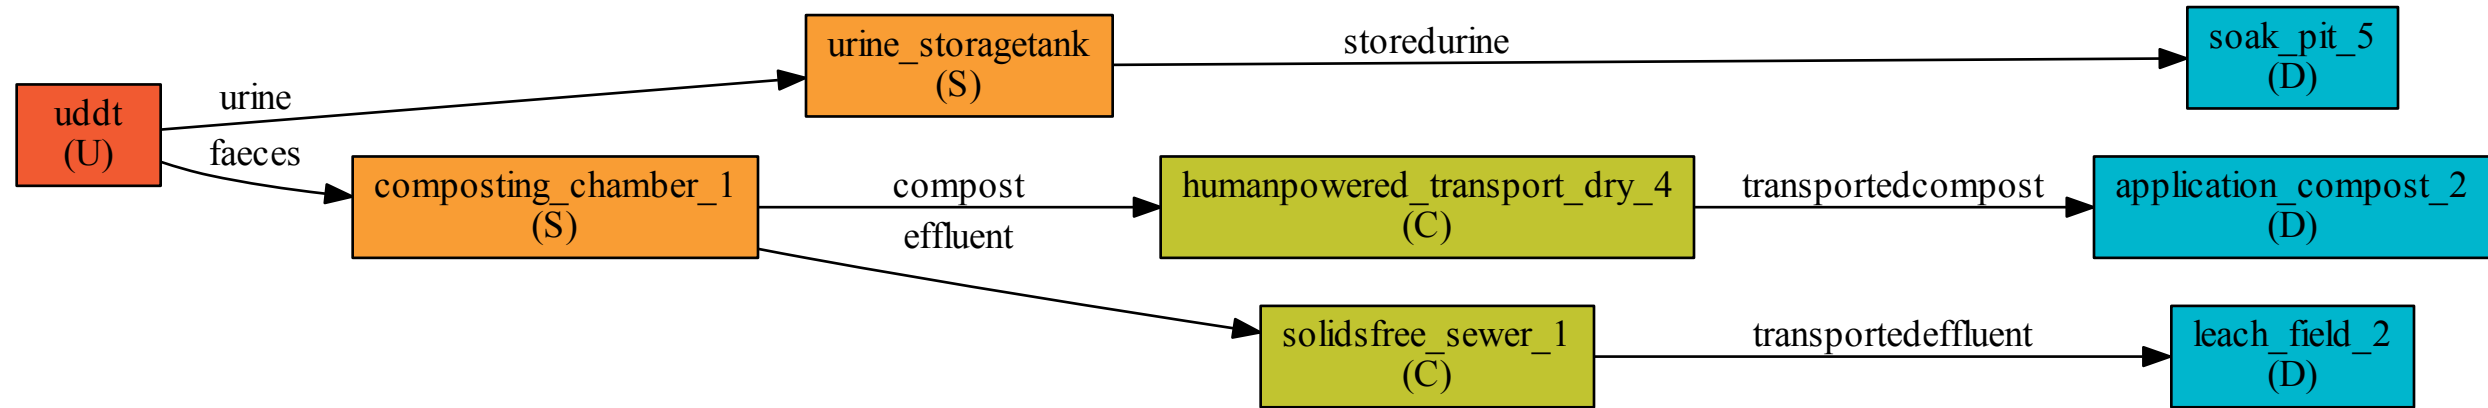 uddt
(U)
urine
faeces
urine_storagetank
(S)
storedurine
soak_pit_5
(D)
composting_chamber_1
(S)
compost
effluent
humanpowered_transport_dry_4
(C)
transportedcompost
application_compost_2
(D)
solidsfree_sewer_1
(C)
transportedeffluent
leach_field_2
(D)